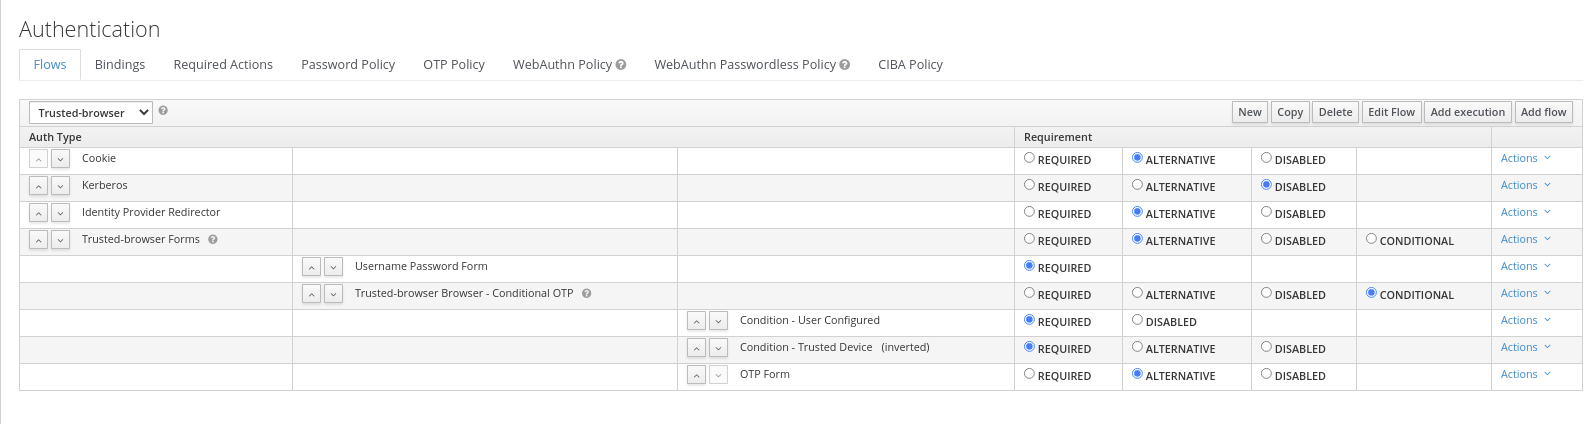 Authentication
Flows Bindings Required Actions Password Policy OTP Policy WebAuthn Policy WebAuthn Passwordless Policy CIBA Policy
Trusted-browser New Copy Delete Edit Flow Add execution Add flow
Auth Type Requirement
Cookie REQUIRED ALTERNATIVE DISABLED Actions
Kerberos REQUIRED ALTERNATIVE DISABLED Actions
Identity Provider Redirector REQUIRED ALTERNATIVE DISABLED Actions
Trusted-browser Forms REQUIRED ALTERNATIVE DISABLED CONDITIONAL Actions
Username Password Form REQUIRED Actions
Trusted-browser Browser - Conditional OTP REQUIRED ALTERNATIVE DISABLED CONDITIONAL Actions
Condition - User Configured REQUIRED DISABLED Actions
Condition - Trusted Device (inverted) REQUIRED ALTERNATIVE DISABLED Actions
OTP Form REQUIRED ALTERNATIVE DISABLED Actions